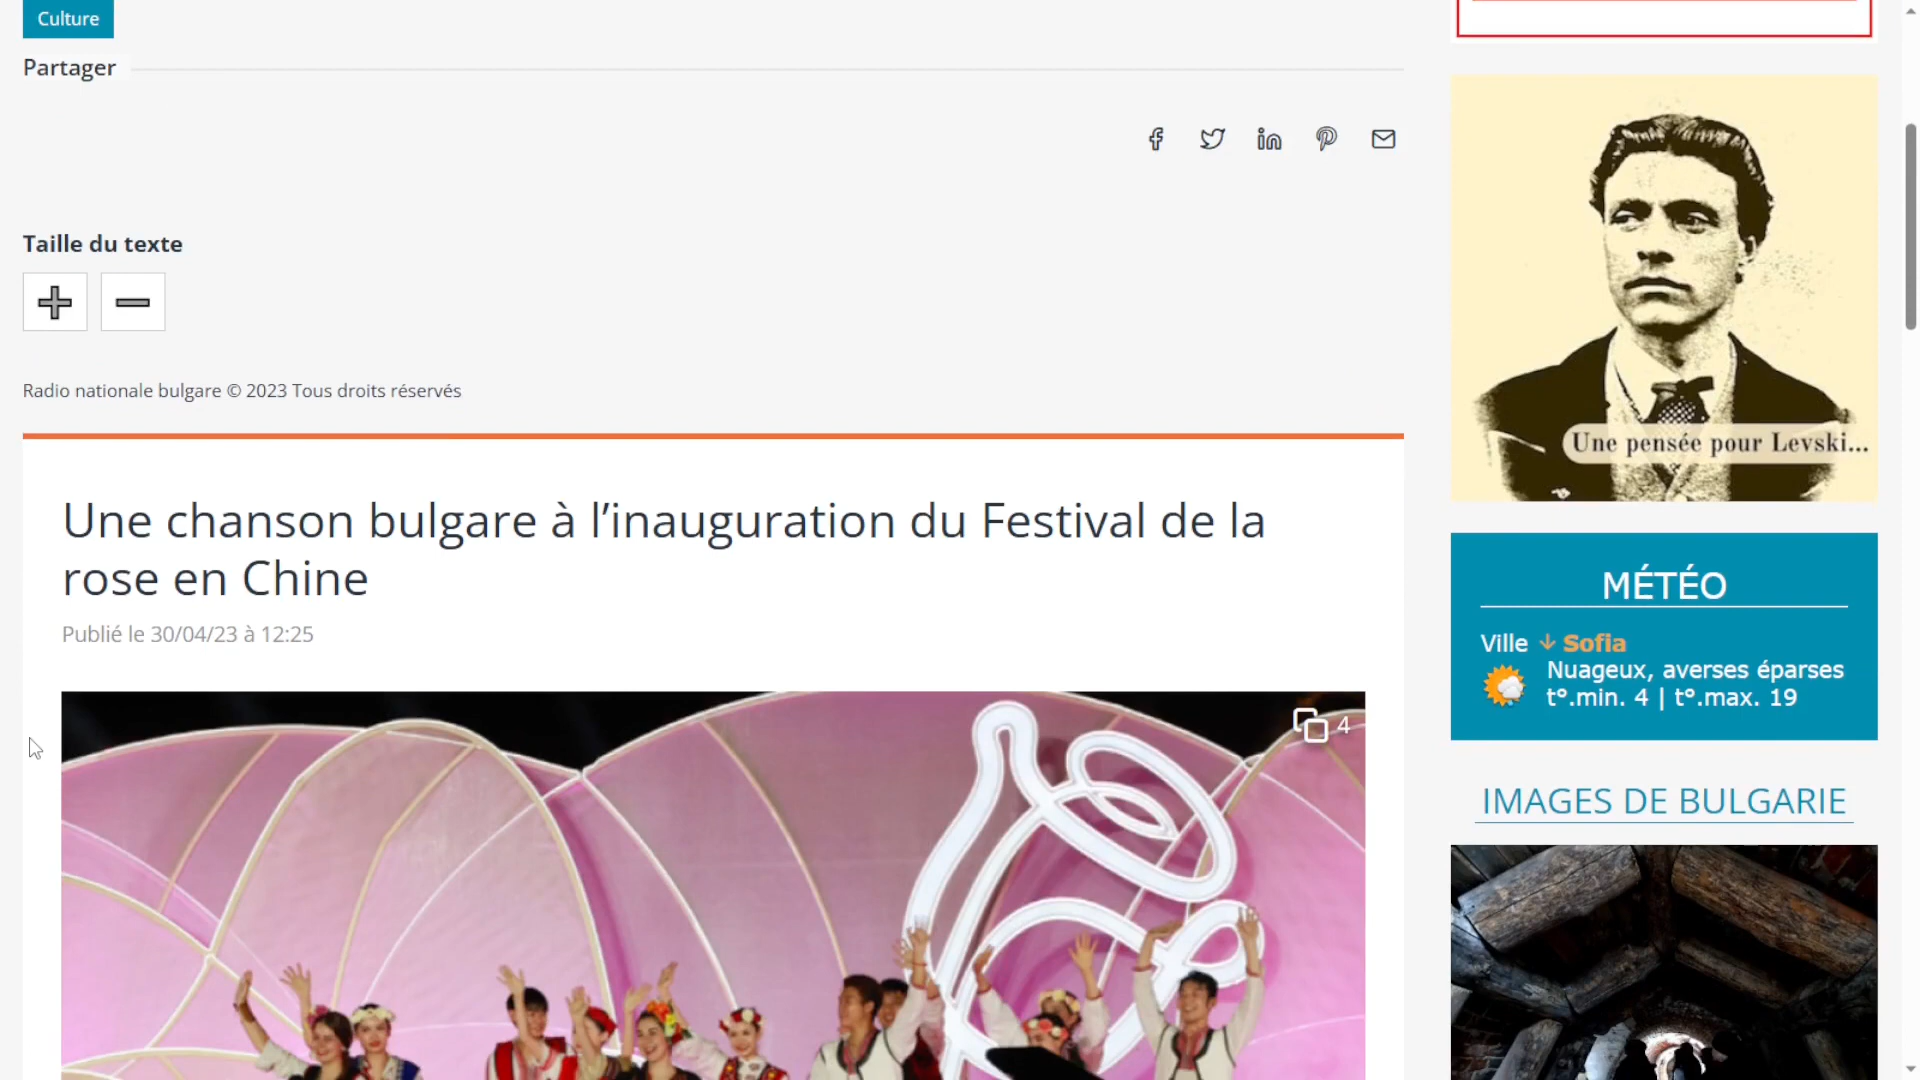 Culture
Partager
Taille du texte
Radio nationale bulgare © 2023 Tous droits réservés
Une chanson bulgare à l’inauguration du Festival de la
rose en Chine
Publié le 30/04/23 à 12:25
4
Une pensée pour Levski...
MÉTÉO
Ville ↓ Sofia
Nuageux, averses éparses
t°.min. 4 | t°.max. 19
IMAGES DE BULGARIE